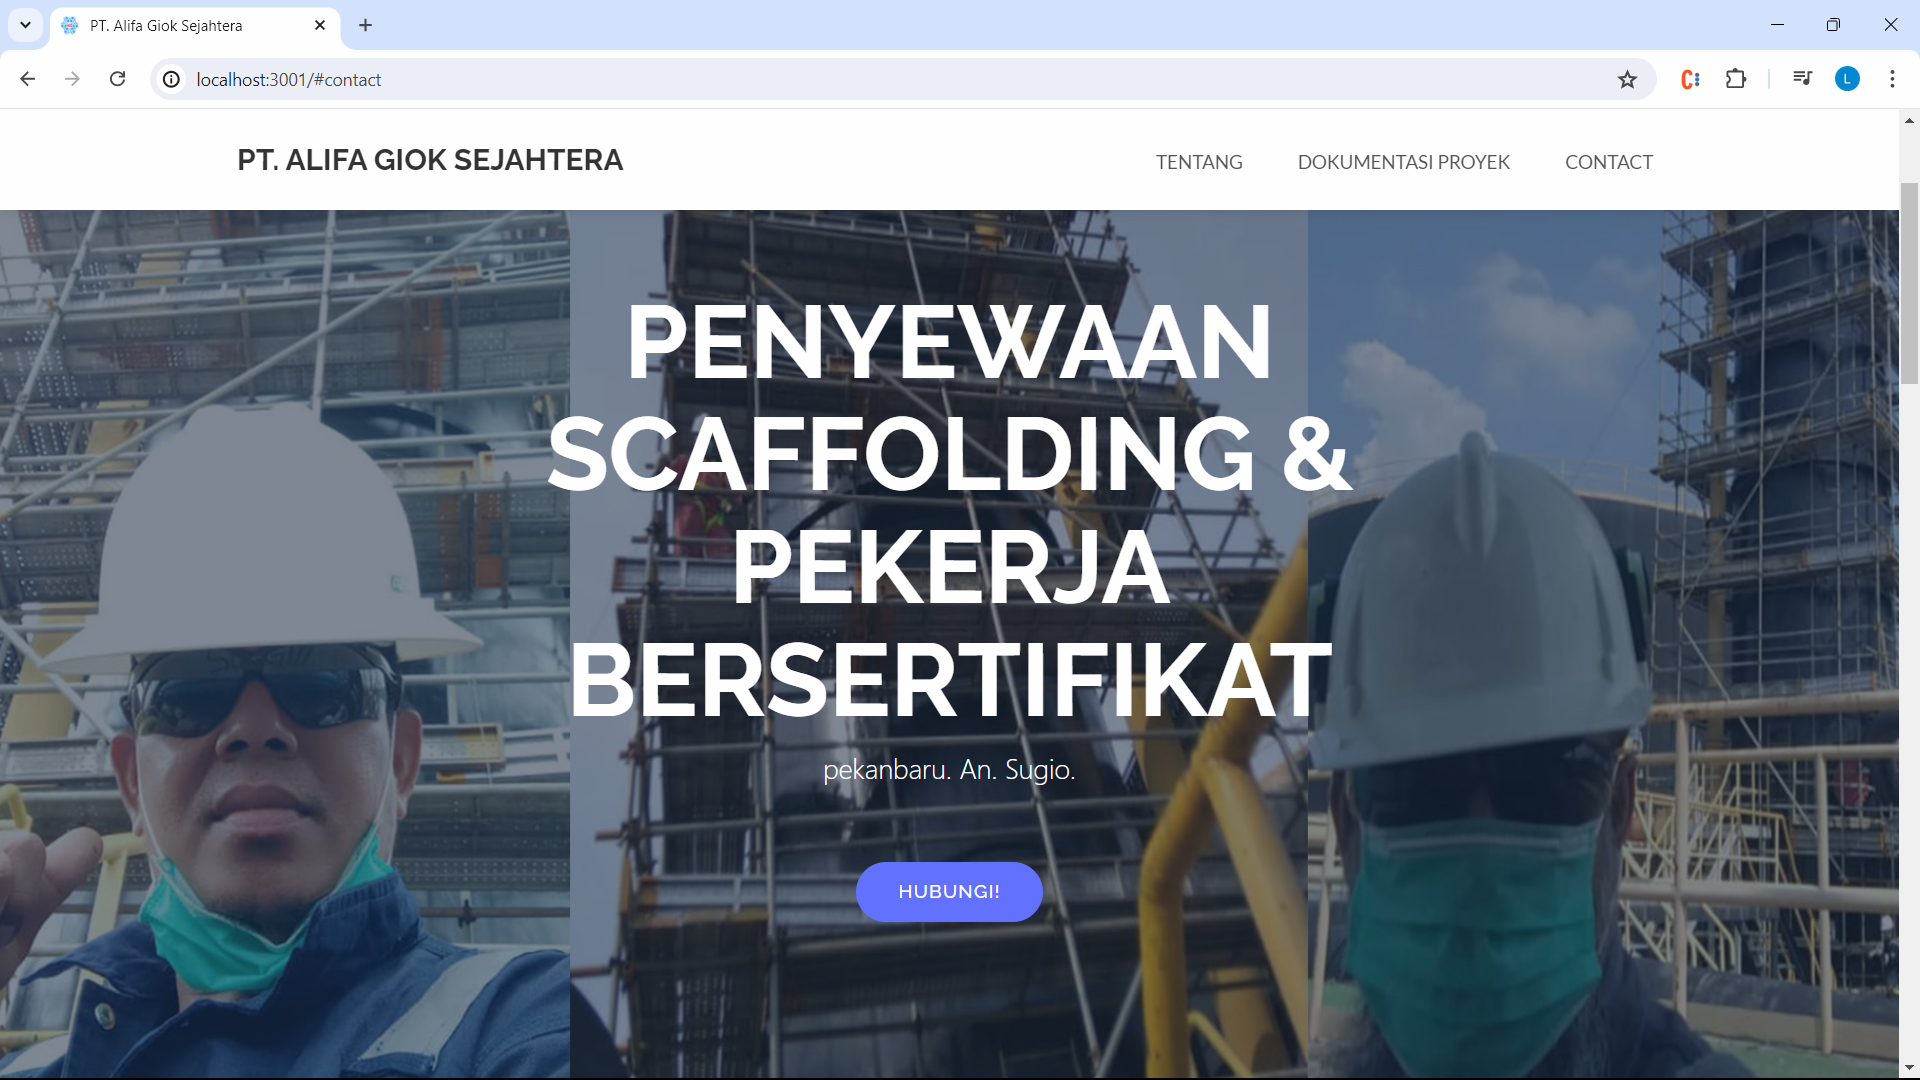 PT. Alifa Giok Sejahtera
localhost:3001/#contact
L
PT. ALIFA GIOK SEJAHTERA
TENTANG
DOKUMENTASI PROYEK
CONTACT
PENYEWAAN
SCAFFOLDING &
PEKERJA
BERSERTIFIKAT
pekanbaru. An. Sugio.
HUBUNGI!